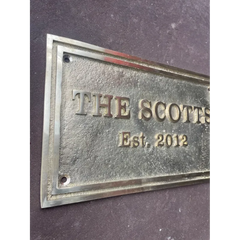 THE SCOTTS
Est, 2012